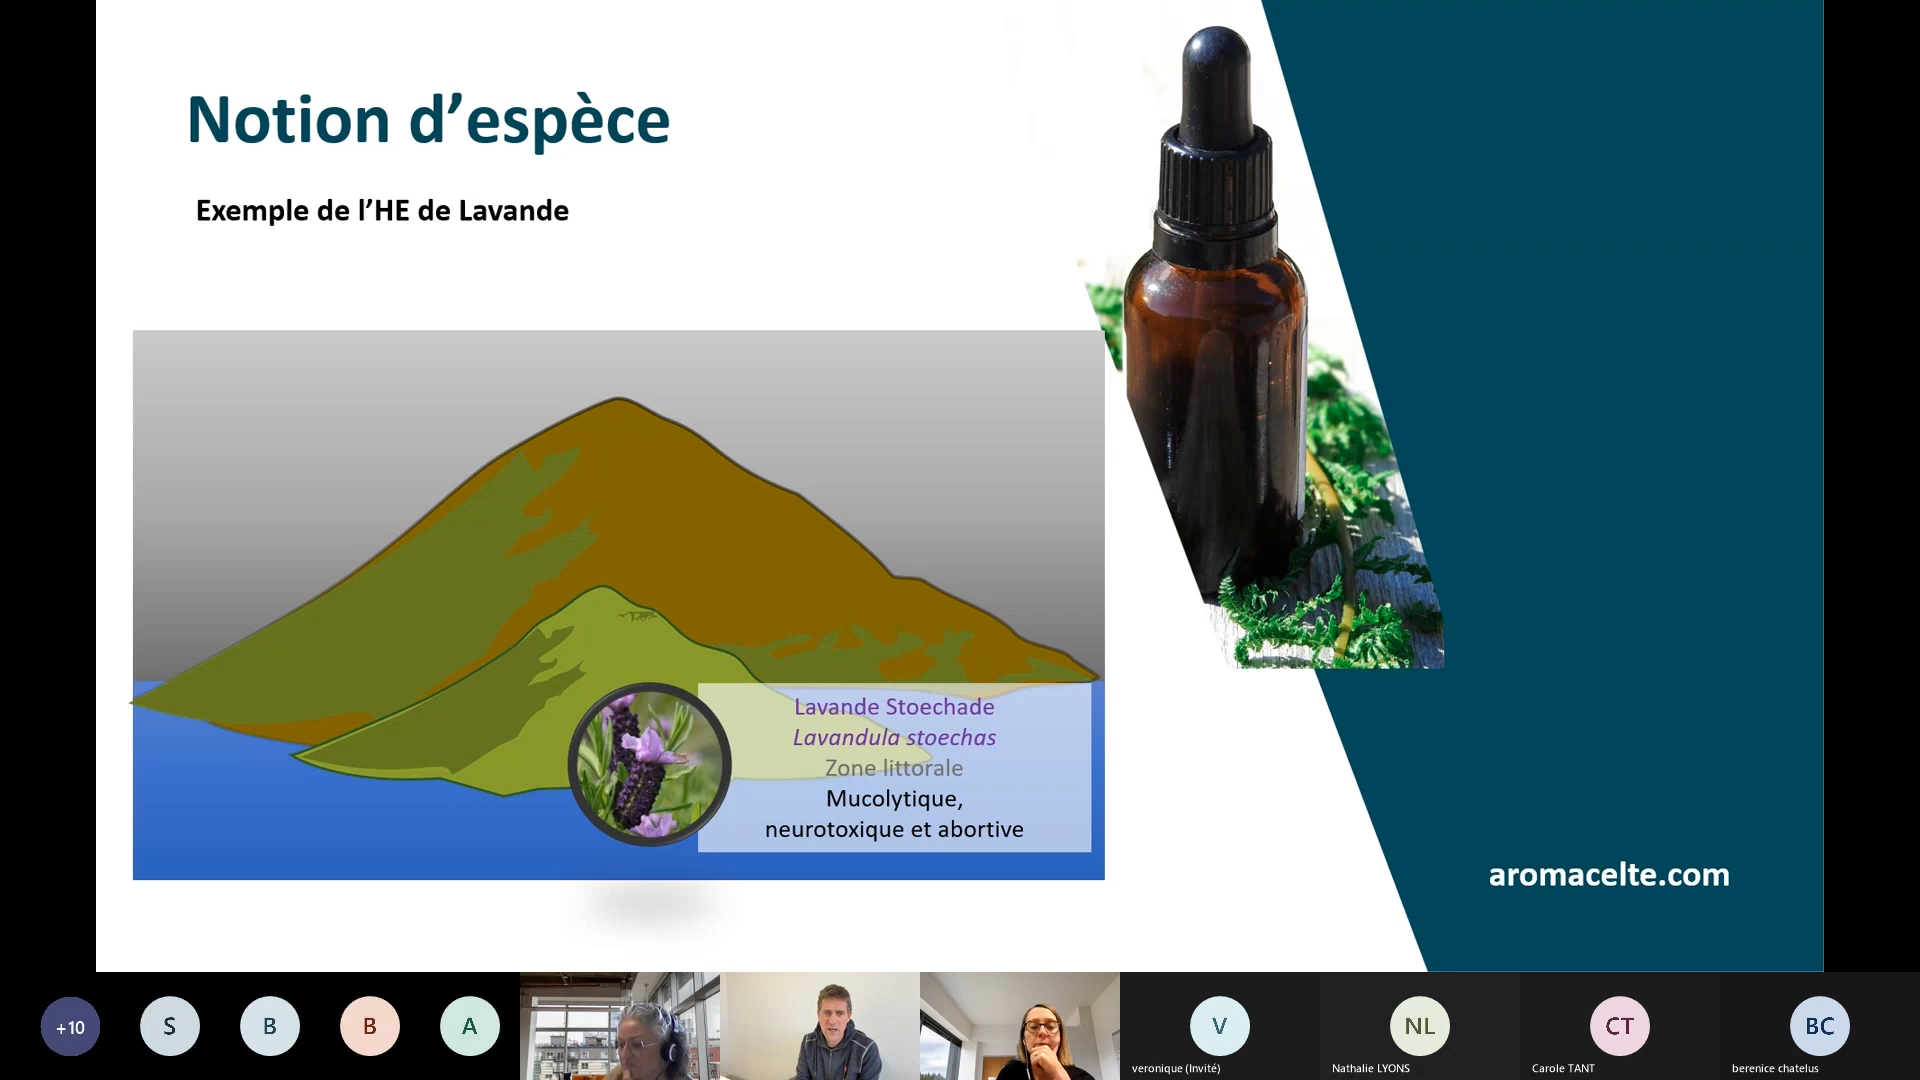 Notion d’espèce
Exemple de l’HE de Lavande
Lavande Stoechade
Lavandula stoechas
Zone littorale
Mucolytique,
neurotoxique et abortive
aromacelte.com
+10
S
B
B
A
V
NL
CT
BC
veronique (Invité)
Nathalie LYONS
Carole TANT
berenice chatelus